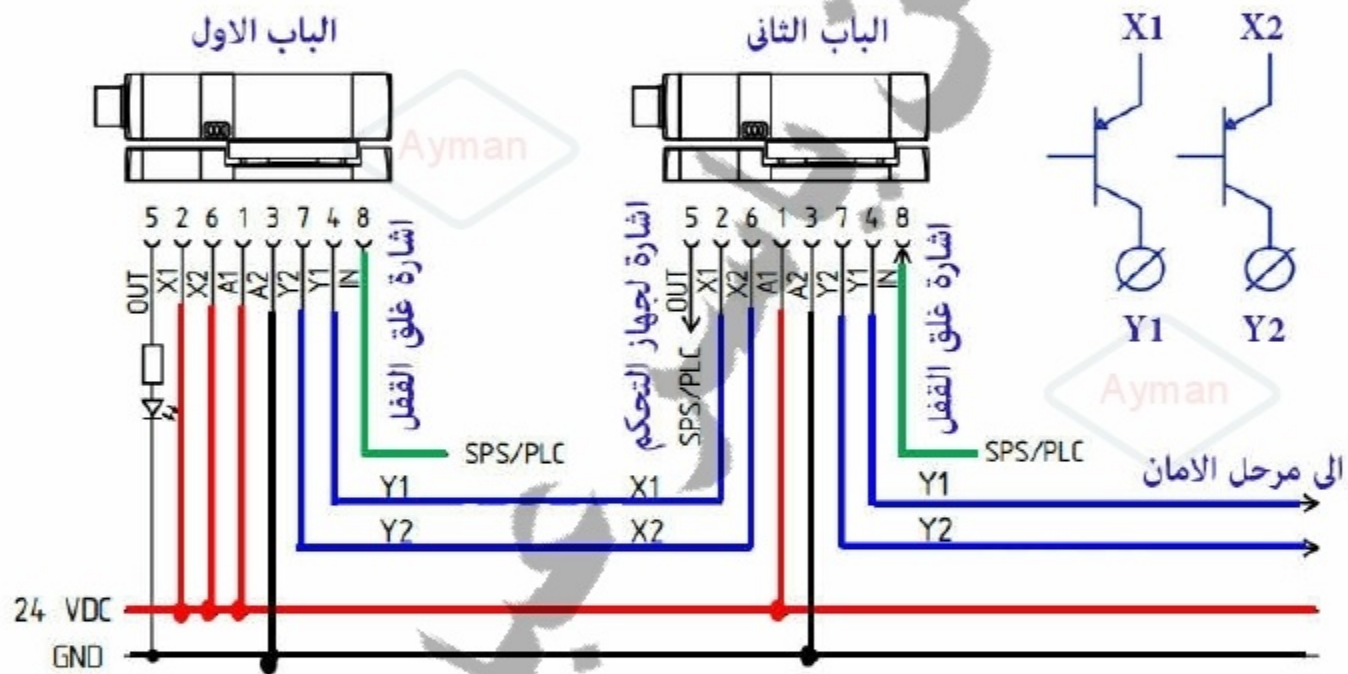 الباب الاول
الباب الثانى
X1 X2
Ayman
5 2 6 1 3 7 4 8
OUT X1 X2 A1 A2 Y2 Y1 IN
اشارة غلق القفل
اشارة لجهاز التحكم
5 2 6 1 3 7 4 8
OUT X1 X2 A1 A2 Y2 Y1 IN
اشارة غلق القفل
Y1 Y2
Ayman
SPS/PLC
SPS/PLC
SPS/PLC
الى مرحل الامان
Y1 X1 Y1
Y2 X2 Y2
24 VDC
GND